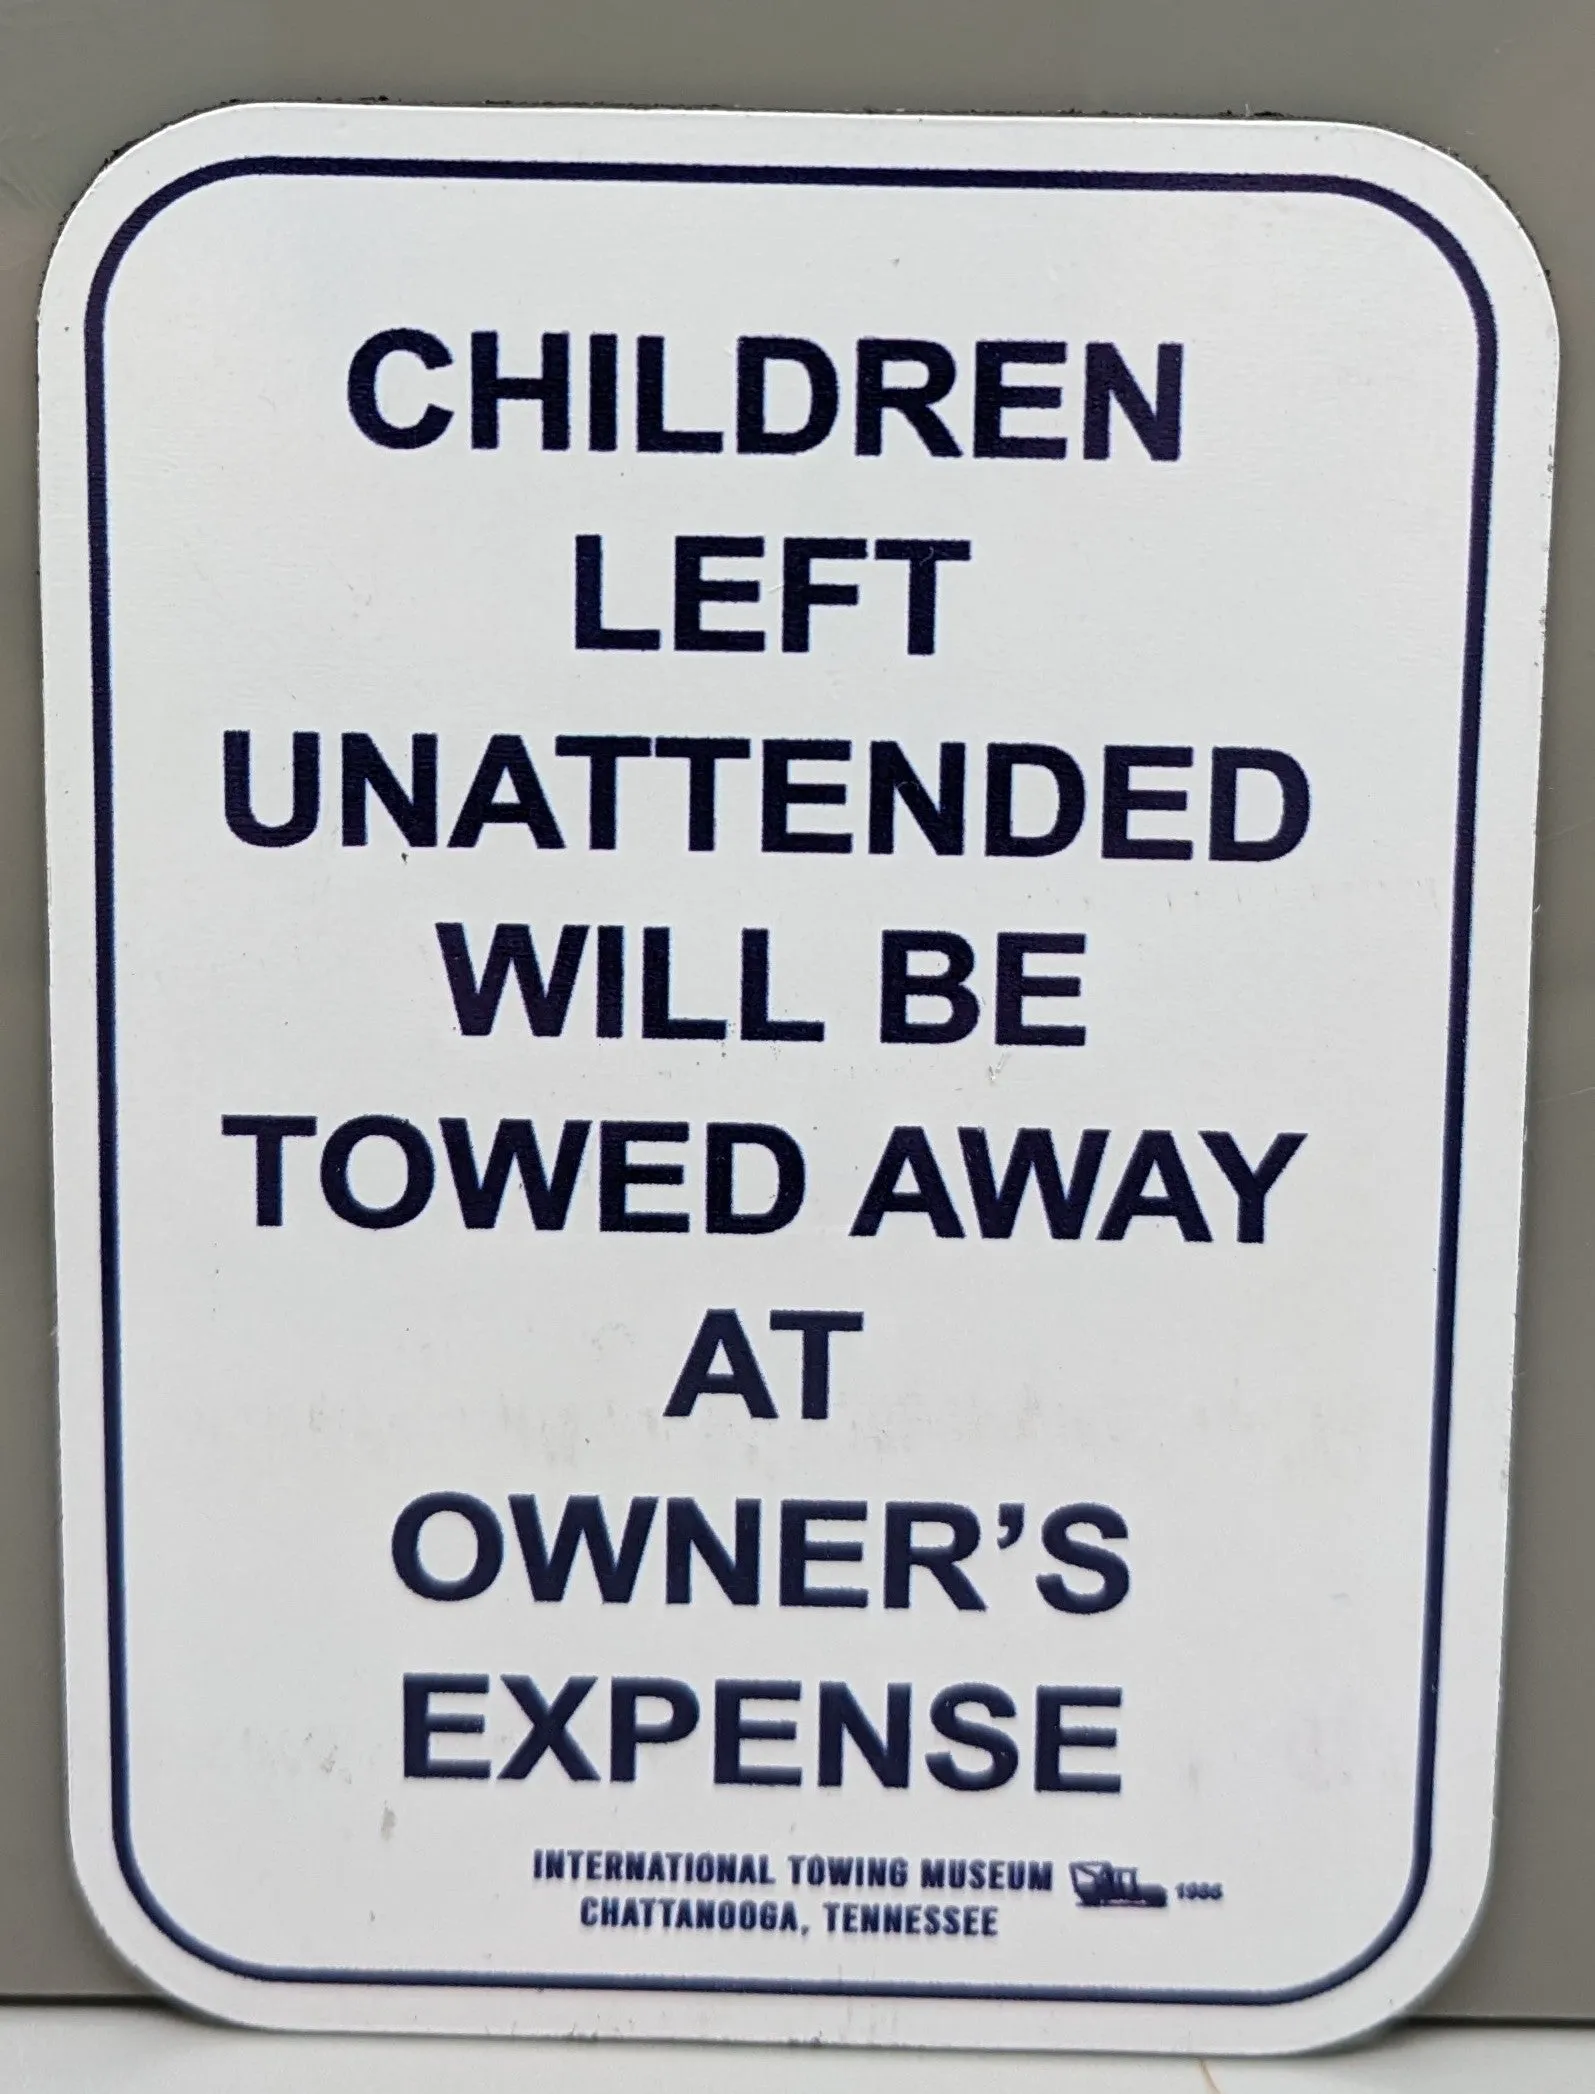 CHILDREN
LEFT
UNATTENDED
WILL BE
TOWED AWAY
AT
OWNER’S
EXPENSE
INTERNATIONAL TOWING MUSEUM
CHATTANOOGA, TENNESSEE